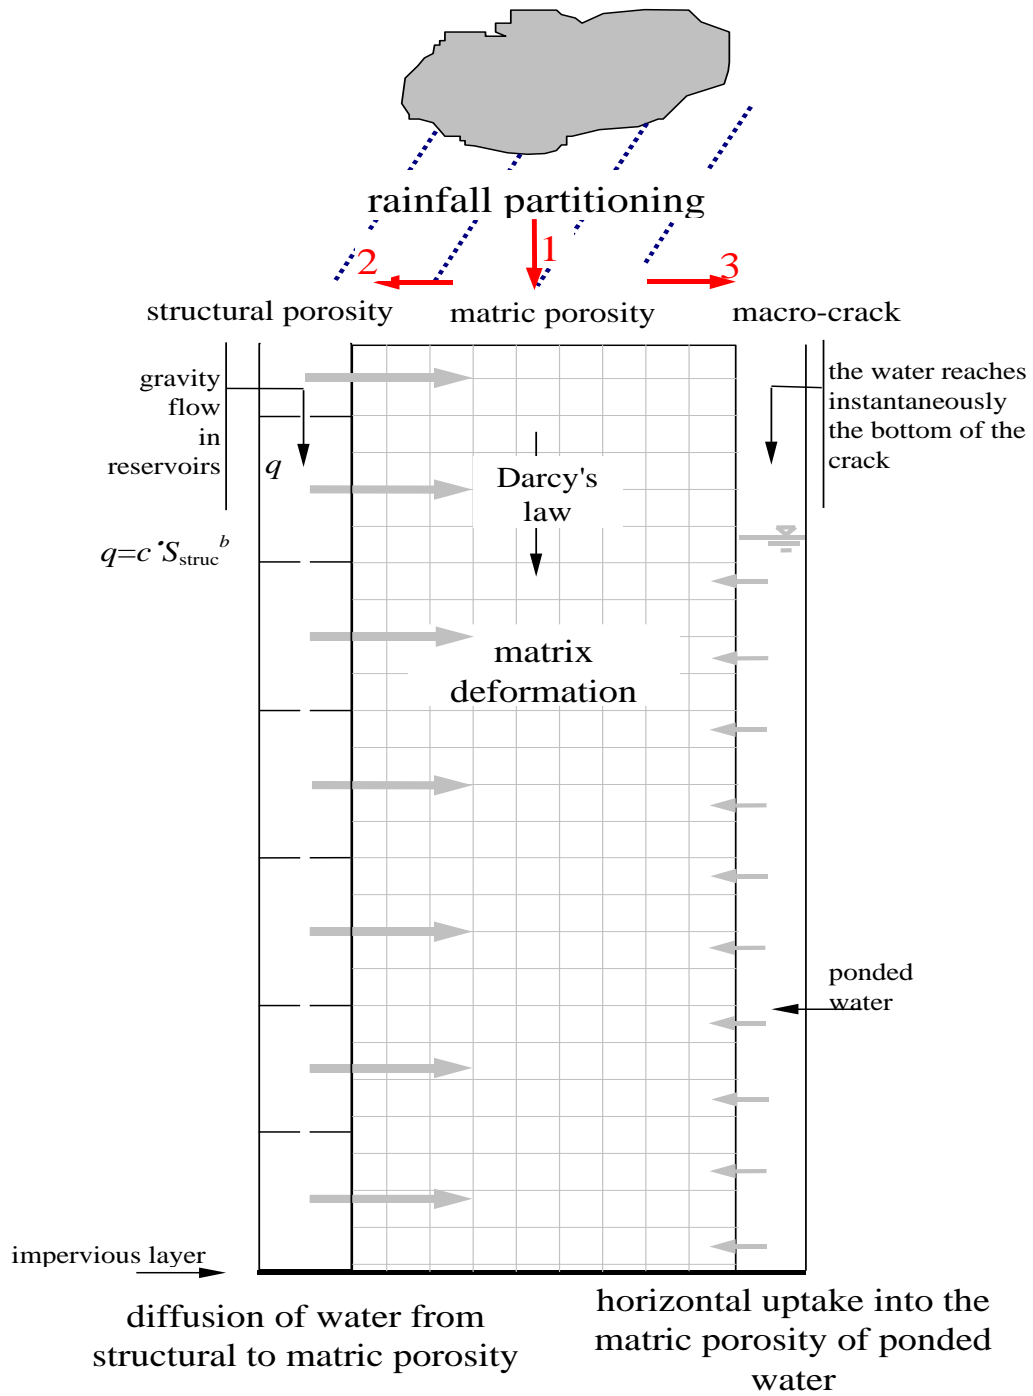 rainfall partitioning
1
2
3
structural porosity
matric porosity
macro-crack
gravity
flow
in
reservoirs
q
q=c·S_struc^b
Darcy's
law
the water reaches
instantaneously
the bottom of the
crack
matrix
deformation
ponded
water
impervious layer
diffusion of water from
structural to matric porosity
horizontal uptake into the
matric porosity of ponded
water